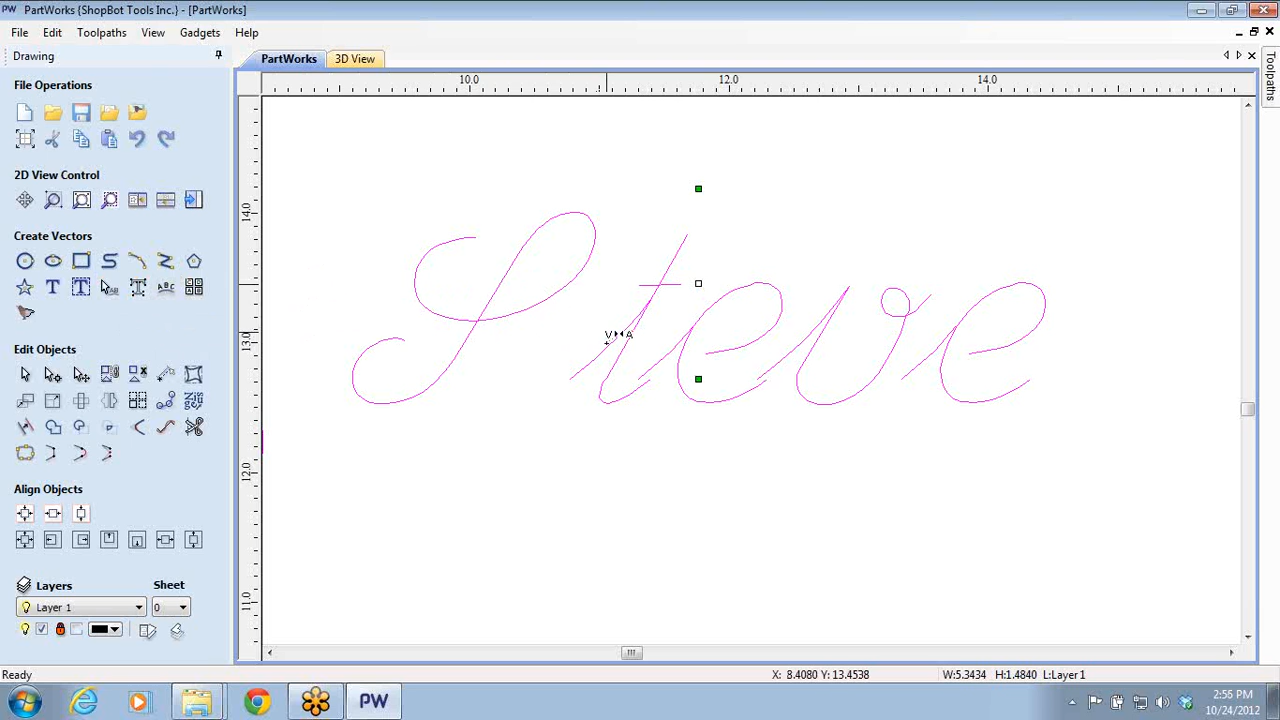 PartWorks {ShopBot Tools Inc.} - [PartWorks]
File Edit Toolpaths View Gadgets Help
Drawing
PartWorks 3D View
File Operations
2D View Control
Create Vectors
Edit Objects
Align Objects
Layers Sheet
Layer 1 0
10.0 12.0 14.0
14.0
13.0
12.0
11.0
Steve
V A
Toolpaths
Ready X: 8.4080 Y: 13.4538 W:5.3434 H:1.4840 L:Layer1
PW
2:55 PM
10/24/2012